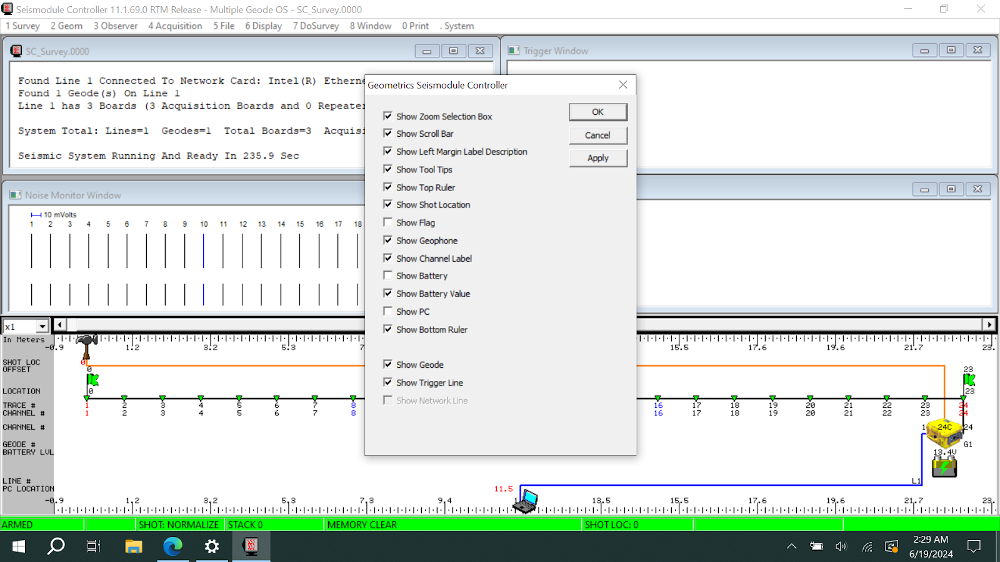 Seismodule Controller 11.1.69.0 RTM Release - Multiple Geode OS - SC_Survey.0000
1 Survey 2 Geom 3 Observer 4 Acquisition 5 File 6 Display 7 DoSurvey 8 Window 0 Print . System
SC_Survey.0000
Trigger Window
Found Line 1 Connected To Network Card: Intel(R) Etherne
Found 1 Geode(s) On Line 1
Line 1 has 3 Boards (3 Acquisition Boards and 0 Repeater
System Total: Lines=1 Geodes=1 Total Boards=3 Acquisi
Seismic System Running And Ready In 235.9 Sec
Geometrics Seismodule Controller
Show Zoom Selection Box
Show Scroll Bar
Show Left Margin Label Description
Show Tool Tips
Show Top Ruler
Show Shot Location
Show Flag
Show Geophone
Show Channel Label
Show Battery
Show Battery Value
Show PC
Show Bottom Ruler
Show Geode
Show Trigger Line
Show Network Line
OK
Cancel
Apply
Noise Monitor Window
10 mVolts
1 2 3 4 5 6 7 8 9 10 11 12 13 14 15 16 17 18
x1
In Meters
-0.9 1.2 3.2 5.3 7 15.5 17.6 19.6 21.7 23.
SHOT LOC 0
OFFSET 0 23
LOCATION 0 23
TRACE # 1 2 3 4 5 6 7 8 16 17 18 19 20 21 22 23 24
CHANNEL # 1 2 3 4 5 6 7 8 16 17 18 19 20 21 22 23 24
CHANNEL # 1 24C 24
GEODE # G1
BATTERY LVL 13.4V
LINE # L1
PC LOCATION 11.5
-0.9 1.2 3.2 5.3 7.3 9.4 13.5 15.5 17.6 19.6 21.7 23.
ARMED SHOT: NORMALIZE STACK 0 MEMORY CLEAR SHOT LOC: 0
2:29 AM
6/19/2024